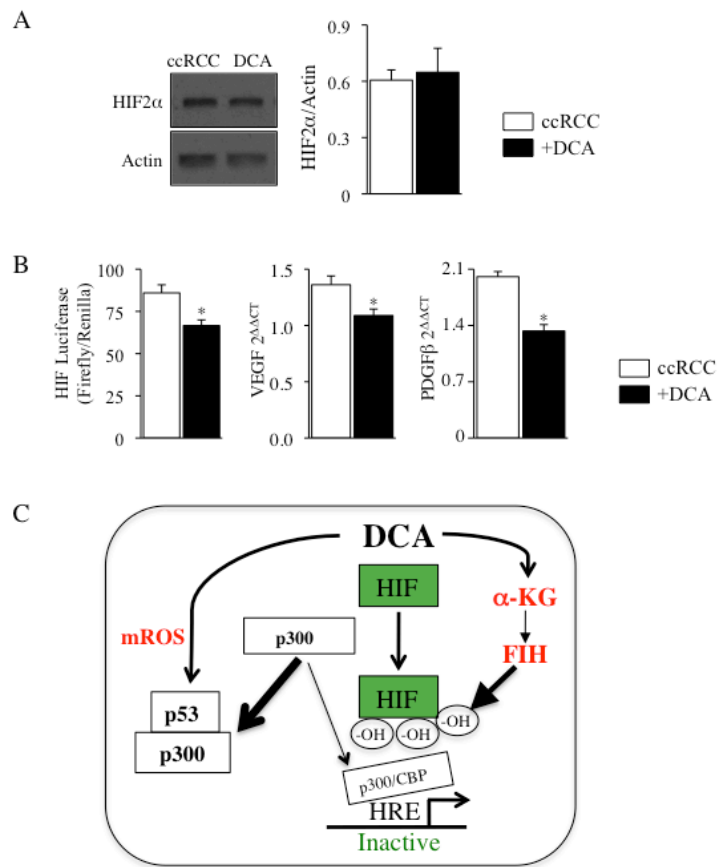 A
ccRCC DCA
HIF2α
Actin
HIF2α/Actin
0.9
0.6
0.3
0
ccRCC
+DCA
B
HIF Luciferase
(Firefly/Renilla)
100
75
50
25
0
*
VEGF 2^ΔΔCT
1.5
1.0
0.5
0.0
*
PDGFβ 2^ΔΔCT
2.1
1.4
0.7
0
*
ccRCC
+DCA
C
DCA
HIF
α-KG
mROS
p300
FIH
p53
p300
HIF
-OH
-OH
-OH
p300/CBP
HRE
Inactive